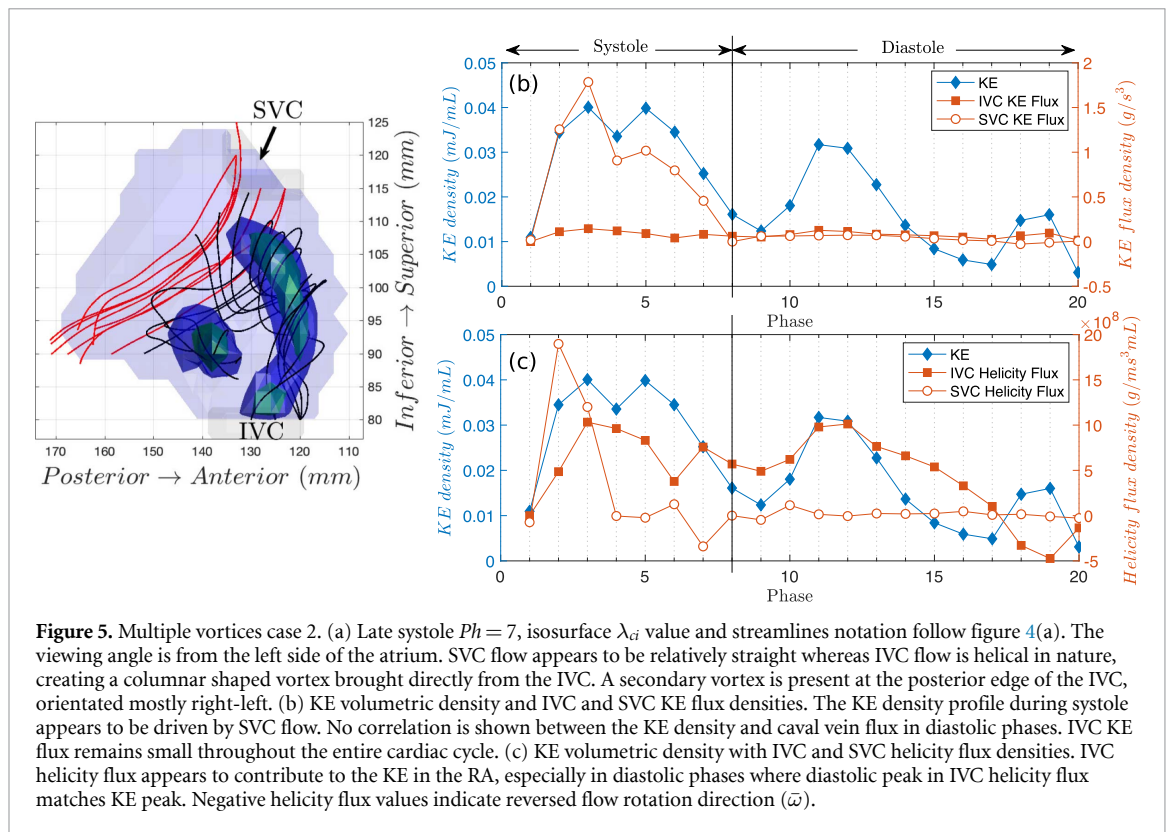 SVC
125
120
115
110
105
100
95
90
85
80
IVC
170 160 150 140 130 120 110
Posterior → Anterior (mm)
Inferior → Superior (mm)
Systole Diastole
(b)
KE
IVC KE Flux
SVC KE Flux
0.05
0.04
0.03
0.02
0.01
0
KE density (mJ/mL)
2
1.5
1
0.5
0
-0.5
KE flux density (g/s³)
0 5 10 15 20
Phase
(c)
KE
IVC Helicity Flux
SVC Helicity Flux
0.05
0.04
0.03
0.02
0.01
0
KE density (mJ/mL)
× 10⁸
20
15
10
5
0
-5
Helicity flux density (g/ms³mL)
0 5 10 15 20
Phase
Figure 5. Multiple vortices case 2. (a) Late systole Ph = 7, isosurface λci value and streamlines notation follow figure 4(a). The
viewing angle is from the left side of the atrium. SVC flow appears to be relatively straight whereas IVC flow is helical in nature,
creating a columnar shaped vortex brought directly from the IVC. A secondary vortex is present at the posterior edge of the IVC,
orientated mostly right-left. (b) KE volumetric density and IVC and SVC KE flux densities. The KE density profile during systole
appears to be driven by SVC flow. No correlation is shown between the KE density and caval vein flux in diastolic phases. IVC KE
flux remains small throughout the entire cardiac cycle. (c) KE volumetric density with IVC and SVC helicity flux densities. IVC
helicity flux appears to contribute to the KE in the RA, especially in diastolic phases where diastolic peak in IVC helicity flux
matches KE peak. Negative helicity flux values indicate reversed flow rotation direction (ω̄).